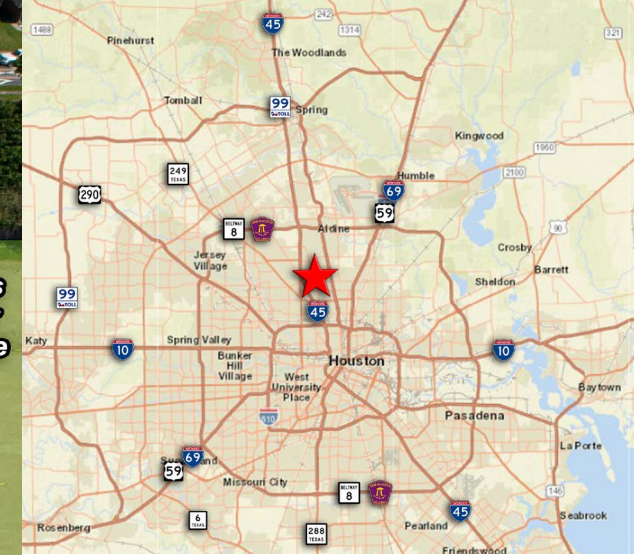 45
242
1488
1314
321
Pinehurst
The Woodlands
Tomball
99
Spring
Kingwood
1960
249
TEXAS
2100
Humble
290
69
59
BELTWAY
8
Aldine
90
Crosby
Jersey
Village
Barrett
Sheldon
99
45
s
,
e
Katy
10
Spring Valley
10
Bunker
Hill
Village
Houston
West
University
Place
Baytown
610
Pasadena
La Porte
69
59
Missouri City
BELTWAY
8
146
45
Seabrook
6
TEXAS
Rosenberg
288
TEXAS
Pearland
Friendswood